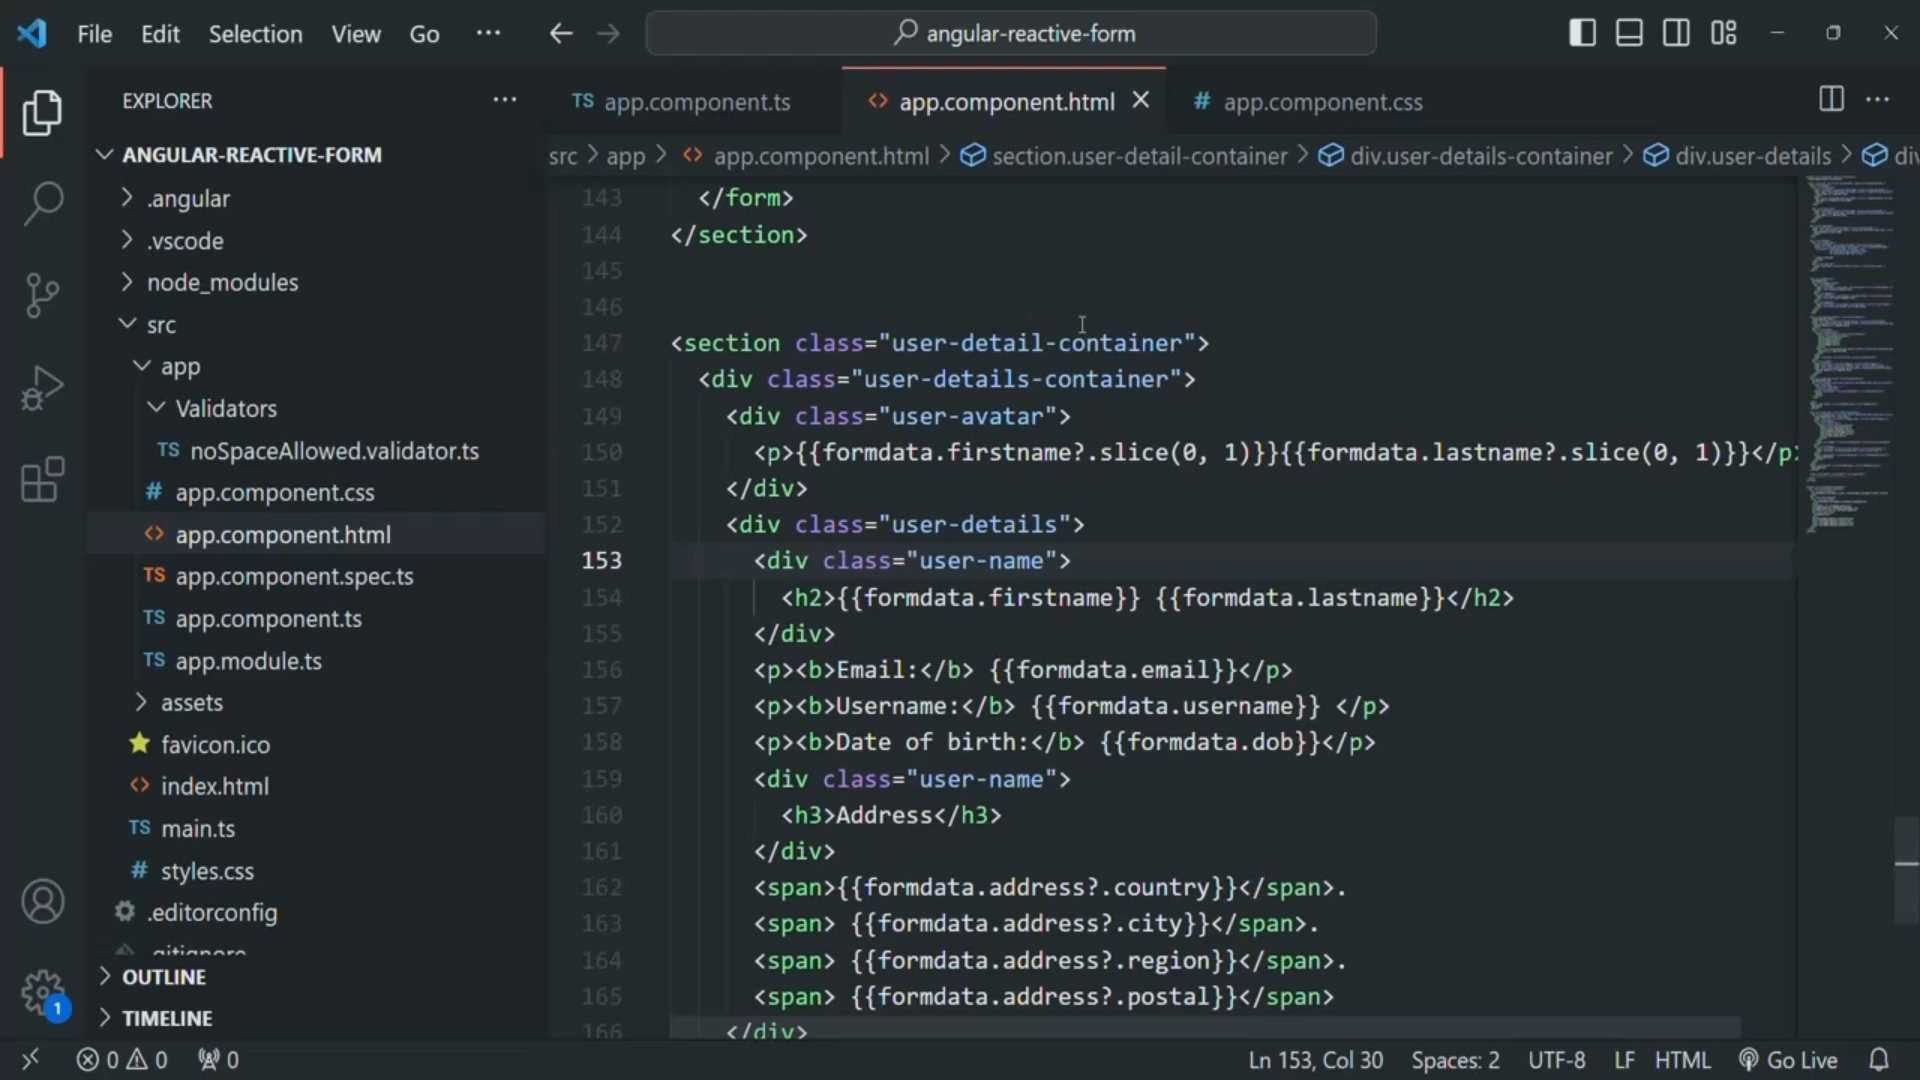 File Edit Selection View Go ··· angular-reactive-form
EXPLORER ···
ANGULAR-REACTIVE-FORM
.angular
.vscode
node_modules
src
app
Validators
TS noSpaceAllowed.validator.ts
# app.component.css
<> app.component.html
TS app.component.spec.ts
TS app.component.ts
TS app.module.ts
assets
favicon.ico
<> index.html
TS main.ts
# styles.css
.editorconfig
.gitignore
OUTLINE
TIMELINE
1
TS app.component.ts <> app.component.html # app.component.css ···
src > app > <> app.component.html > section.user-detail-container > div.user-details-container > div.user-details > div
143 </form>
144 </section>
145
146
147 <section class="user-detail-container">
148 <div class="user-details-container">
149 <div class="user-avatar">
150 <p>{{formdata.firstname?.slice(0, 1)}}{{formdata.lastname?.slice(0, 1)}}</p>
151 </div>
152 <div class="user-details">
153 <div class="user-name">
154 <h2>{{formdata.firstname}} {{formdata.lastname}}</h2>
155 </div>
156 <p><b>Email:</b> {{formdata.email}}</p>
157 <p><b>Username:</b> {{formdata.username}} </p>
158 <p><b>Date of birth:</b> {{formdata.dob}}</p>
159 <div class="user-name">
160 <h3>Address</h3>
161 </div>
162 <span>{{formdata.address?.country}}</span>.
163 <span> {{formdata.address?.city}}</span>.
164 <span> {{formdata.address?.region}}</span>.
165 <span> {{formdata.address?.postal}}</span>
166 </div>
0 0 0 Ln 153, Col 30 Spaces: 2 UTF-8 LF HTML Go Live